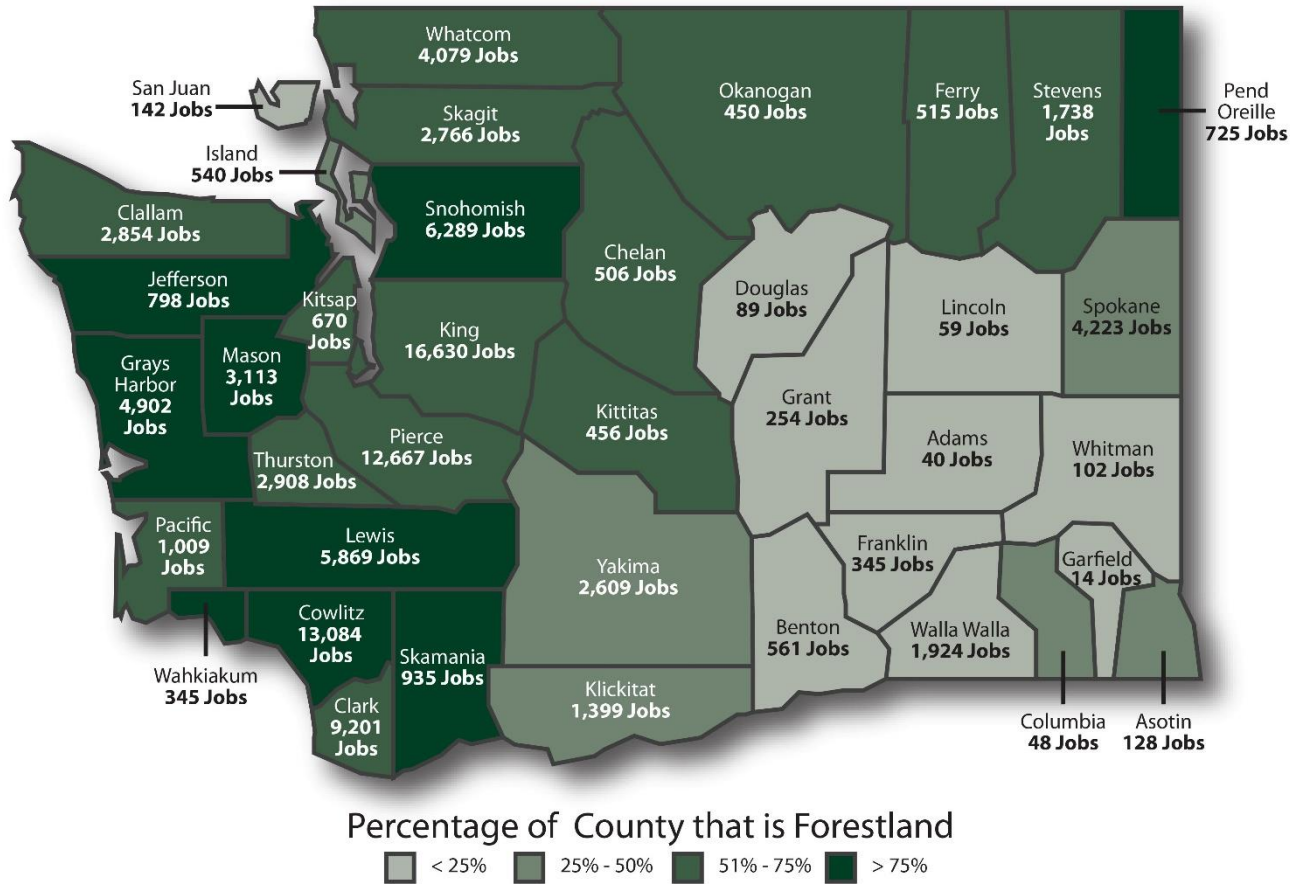 Whatcom
4,079 Jobs
San Juan
142 Jobs
Skagit
2,766 Jobs
Island
540 Jobs
Okanogan
450 Jobs
Ferry
515 Jobs
Stevens
1,738
Jobs
Pend
Oreille
725 Jobs
Clallam
2,854 Jobs
Snohomish
6,289 Jobs
Chelan
506 Jobs
Jefferson
798 Jobs
Kitsap
670
Jobs
King
16,630 Jobs
Douglas
89 Jobs
Lincoln
59 Jobs
Spokane
4,223 Jobs
Grays
Harbor
4,902
Jobs
Mason
3,113
Jobs
Kittitas
456 Jobs
Grant
254 Jobs
Pierce
12,667 Jobs
Thurston
2,908 Jobs
Adams
40 Jobs
Whitman
102 Jobs
Pacific
1,009
Jobs
Lewis
5,869 Jobs
Yakima
2,609 Jobs
Franklin
345 Jobs
Garfield
14 Jobs
Wahkiakum
345 Jobs
Cowlitz
13,084
Jobs
Skamania
935 Jobs
Benton
561 Jobs
Walla Walla
1,924 Jobs
Clark
9,201
Jobs
Klickitat
1,399 Jobs
Columbia
48 Jobs
Asotin
128 Jobs
Percentage of County that is Forestland
< 25%
25% - 50%
51% - 75%
> 75%